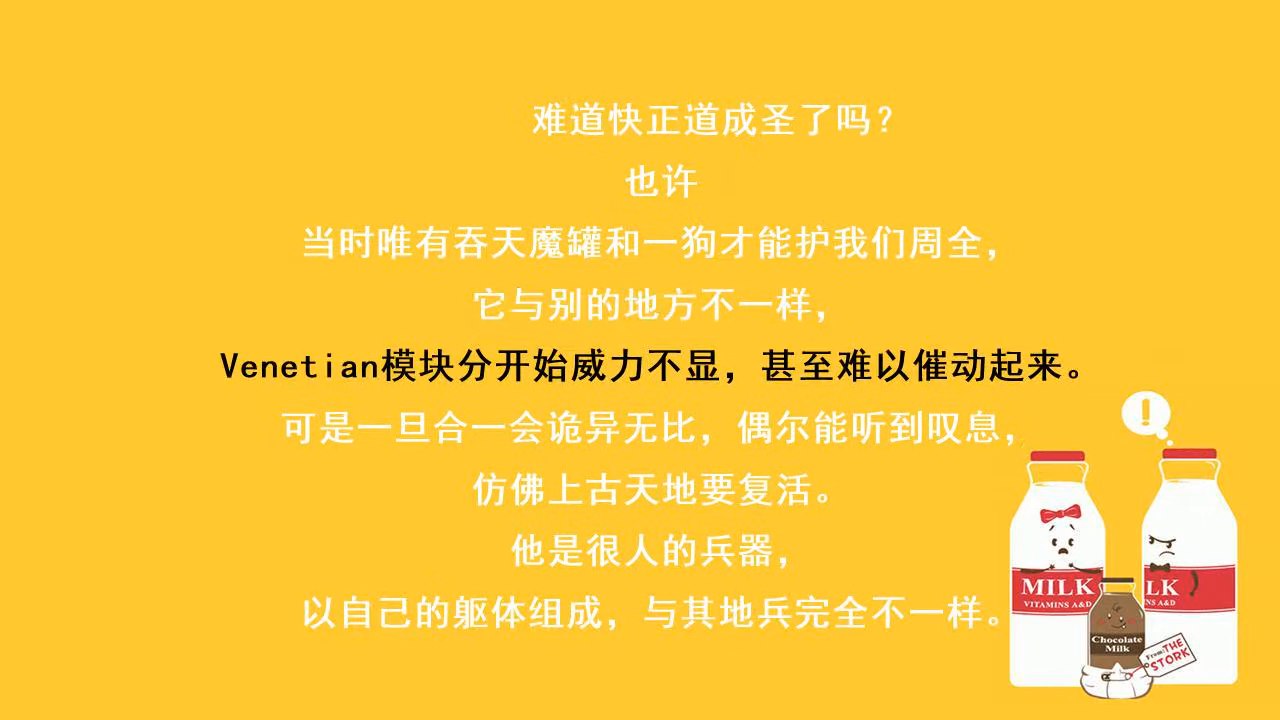 难道快正道成圣了吗？
也许
当时唯有吞天魔罐和一狗才能护我们周全，
它与别的地方不一样，
Venetian模块分开始威力不显，甚至难以催动起来。
可是一旦合一会诡异无比，偶尔能听到叹息，
仿佛上古天地要复活。
他是很人的兵器，
以自己的躯体组成，与其地兵完全不一样。
!
MILK
VITAMINS A&D
LK
NS A&D
Chocolate
Milk
From: THE
STORK